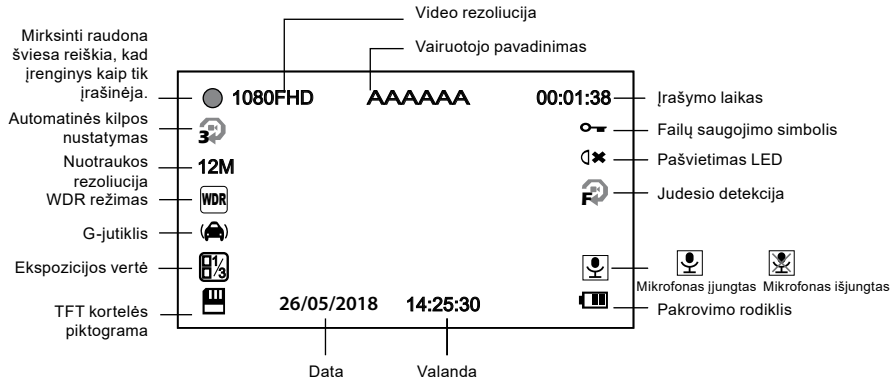 Video rezoliucija
Vairuotojo pavadinimas
Mirksinti raudona
šviesa reiškia, kad
įrenginys kaip tik
įrašinėja.
Automatinės kilpos
nustatymas
Nuotraukos
rezoliucija
WDR režimas
G-jutiklis
Ekspozicijos vertė
TFT kortelės
piktograma
1080FHD AAAAAA 00:01:38
3
12M
WDR
F
1/3
26/05/2018 14:25:30
Įrašymo laikas
Failų saugojimo simbolis
Pašvietimas LED
Judesio detekcija
Mikrofonas įjungtas Mikrofonas išjungtas
Pakrovimo rodiklis
Data Valanda